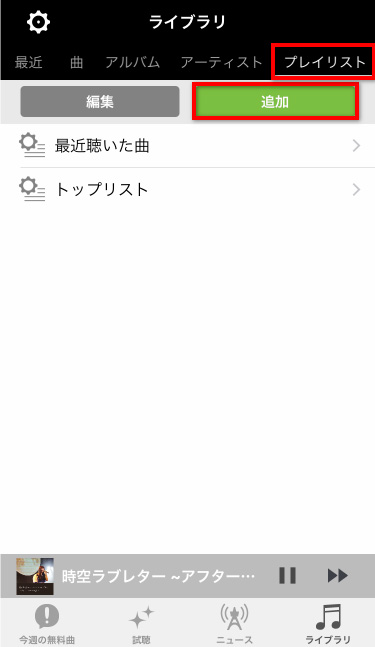 ライブラリ
最近 曲 アルバム アーティスト プレイリスト
編集 追加
最近聴いた曲
トップリスト
時空ラブレター ~アフター…
今週の無料曲 試聴 ニュース ライブラリ